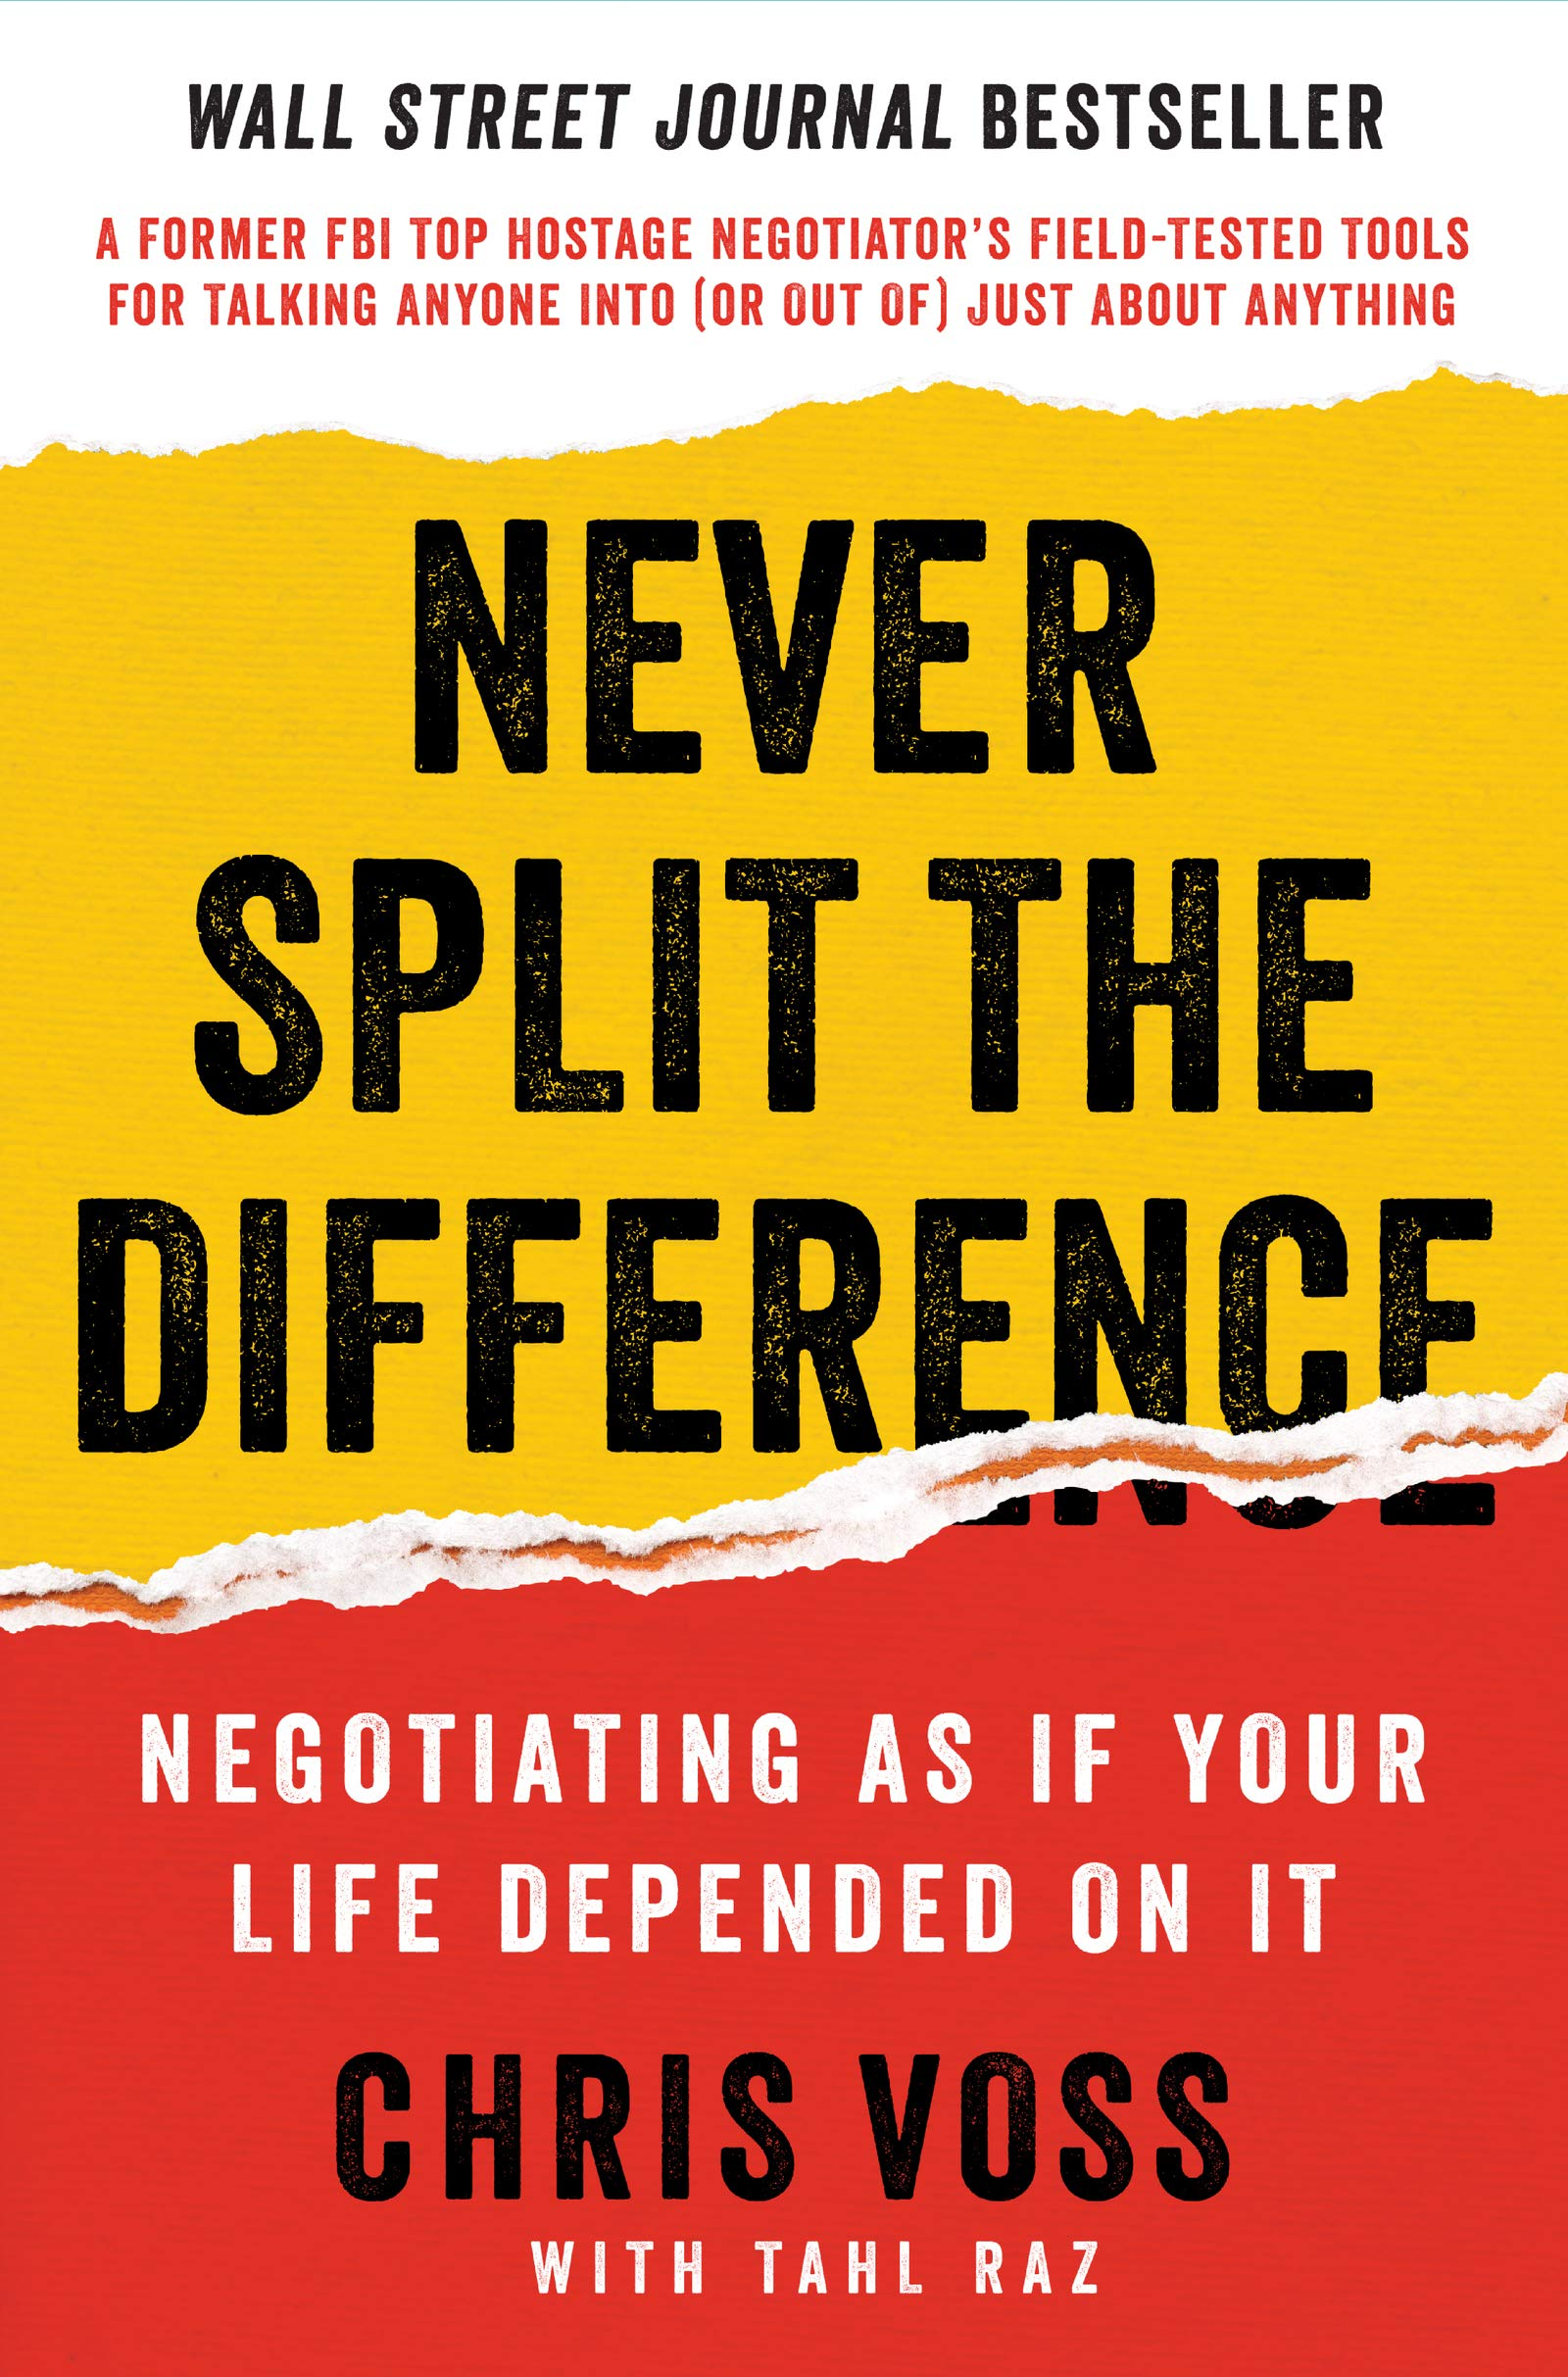 WALL STREET JOURNAL BESTSELLER
A FORMER FBI TOP HOSTAGE NEGOTIATOR’S FIELD-TESTED TOOLS
FOR TALKING ANYONE INTO (OR OUT OF) JUST ABOUT ANYTHING
NEVER
SPLIT THE
DIFFERENCE
NEGOTIATING AS IF YOUR
LIFE DEPENDED ON IT
CHRIS VOSS
WITH TAHL RAZ